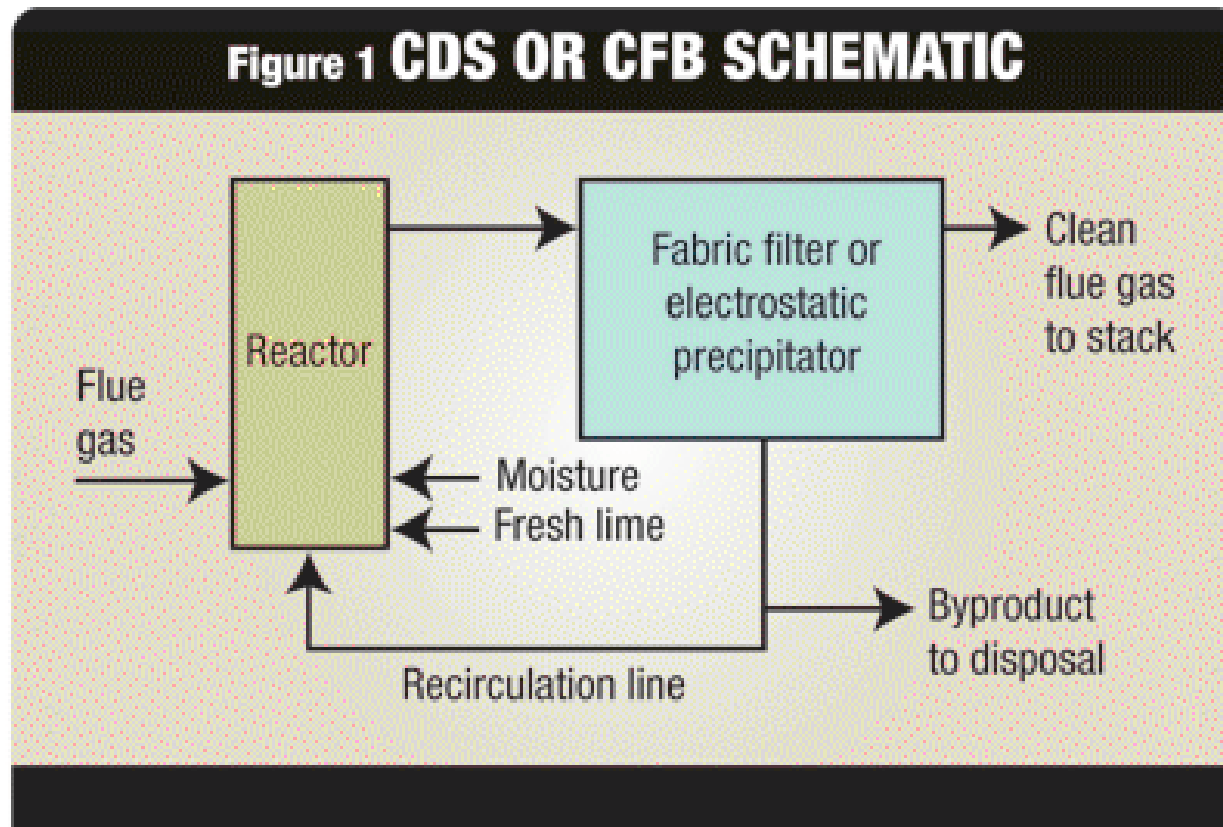 Figure 1 CDS OR CFB SCHEMATIC
Reactor
Fabric filter or
electrostatic
precipitator
Clean
flue gas
to stack
Flue
gas
Moisture
Fresh lime
Byproduct
to disposal
Recirculation line